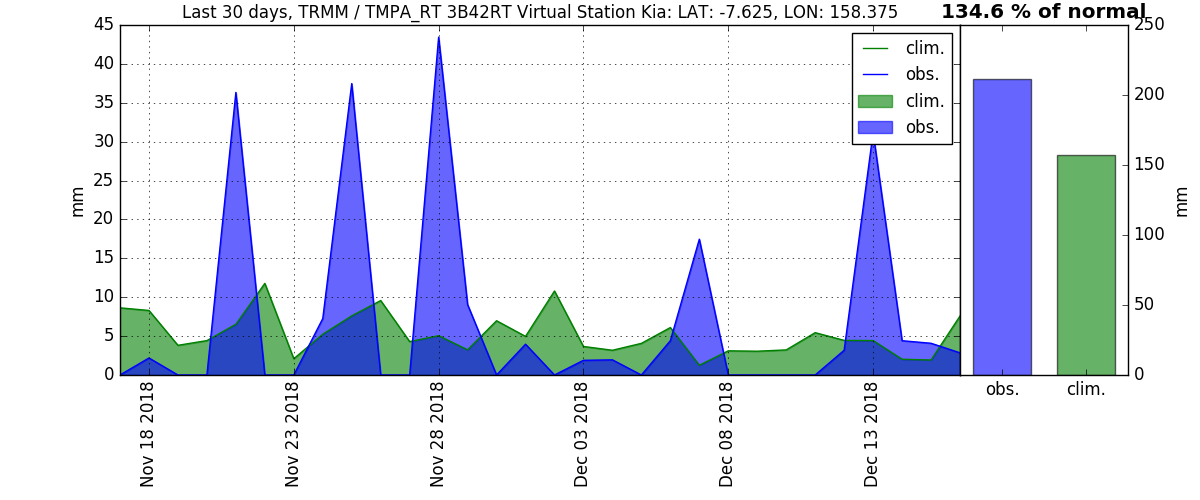 Last 30 days, TRMM / TMPA_RT 3B42RT Virtual Station Kia: LAT: -7.625, LON: 158.375
134.6 % of normal
45
40
35
30
25
20
15
10
5
0
mm
clim.
obs.
clim.
obs.
Nov 18 2018
Nov 23 2018
Nov 28 2018
Dec 03 2018
Dec 08 2018
Dec 13 2018
250
200
150
100
50
0
mm
obs.
clim.